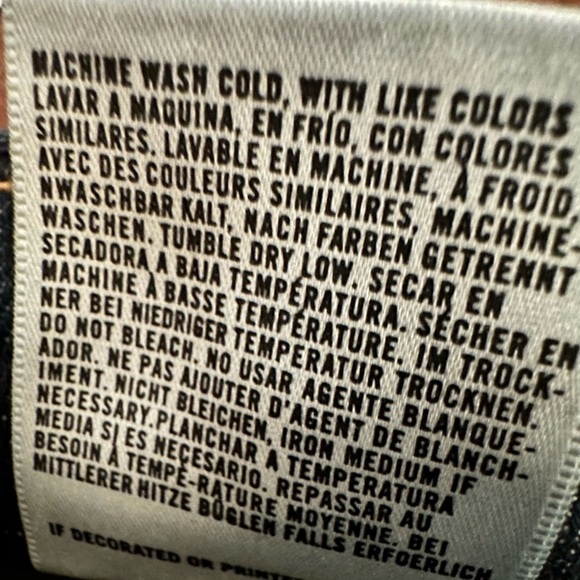 MACHINE WASH COLD, WITH LIKE COLORS
LAVAR A MAQUINA, EN FRÍO, CON COLORES
SIMILARES. LAVABLE EN MACHINE, À FROID,
AVEC DES COULEURS SIMILAIRES, MACHINE-
NWASCHBAR KALT, NACH FARBEN GETRENNT
WASCHEN. TUMBLE DRY LOW. SECAR EN
SECADORA A BAJA TEMPERATURA. SÉCHER EN
MACHINE À BASSE TEMPÉRATURE. IM TROCK-
NER BEI NIEDRIGER TEMPERATUR TROCKNEN.
DO NOT BLEACH. NO USAR AGENTE BLANQUE-
ADOR. NE PAS AJOUTER D'AGENT DE BLANCH-
IMENT. NICHT BLEICHEN, IRON MEDIUM IF
NECESSARY.PLANCHAR A TEMPERATURA
MEDIA SI ES NECESARIO. REPASSAR AU
BESOIN À TEMPÉ-RATURE MOYENNE. BEI
MITTLERER HITZE BÜGLEN FALLS ERFOERLICH
IF DECORATED OR